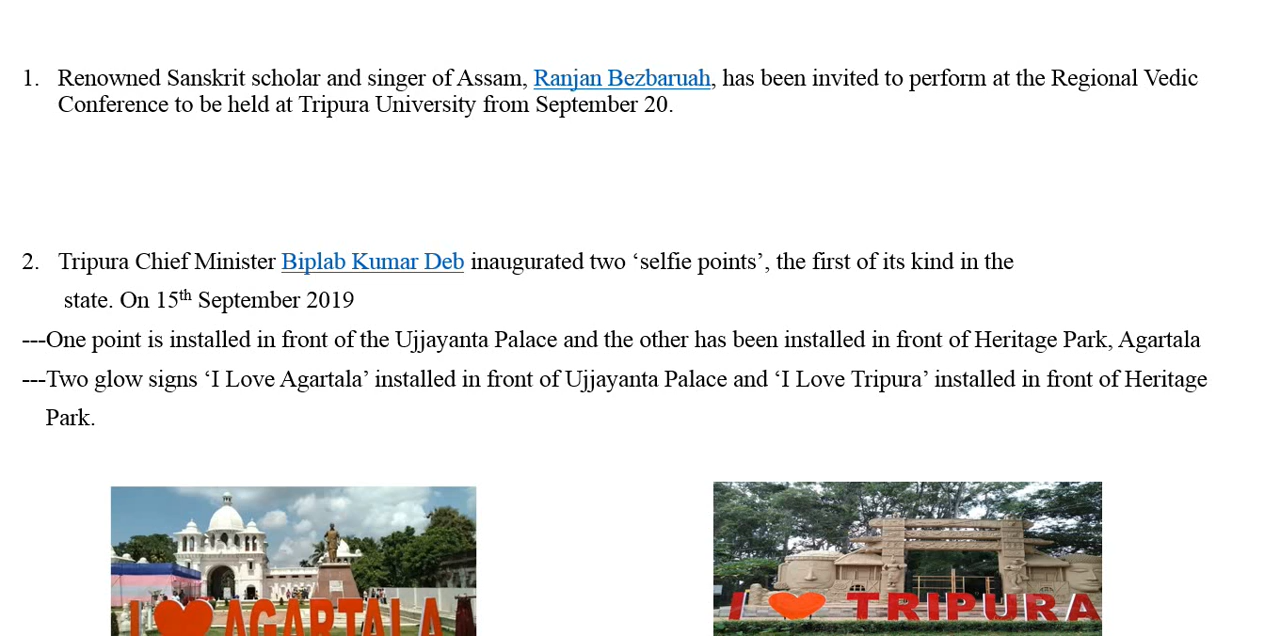 1. Renowned Sanskrit scholar and singer of Assam, Ranjan Bezbaruah, has been invited to perform at the Regional Vedic
Conference to be held at Tripura University from September 20.
2. Tripura Chief Minister Biplab Kumar Deb inaugurated two ‘selfie points’, the first of its kind in the
state. On 15th September 2019
---One point is installed in front of the Ujjayanta Palace and the other has been installed in front of Heritage Park, Agartala
---Two glow signs ‘I Love Agartala’ installed in front of Ujjayanta Palace and ‘I Love Tripura’ installed in front of Heritage
Park.
I ❤ AGARTALA
I ❤ TRIPURA